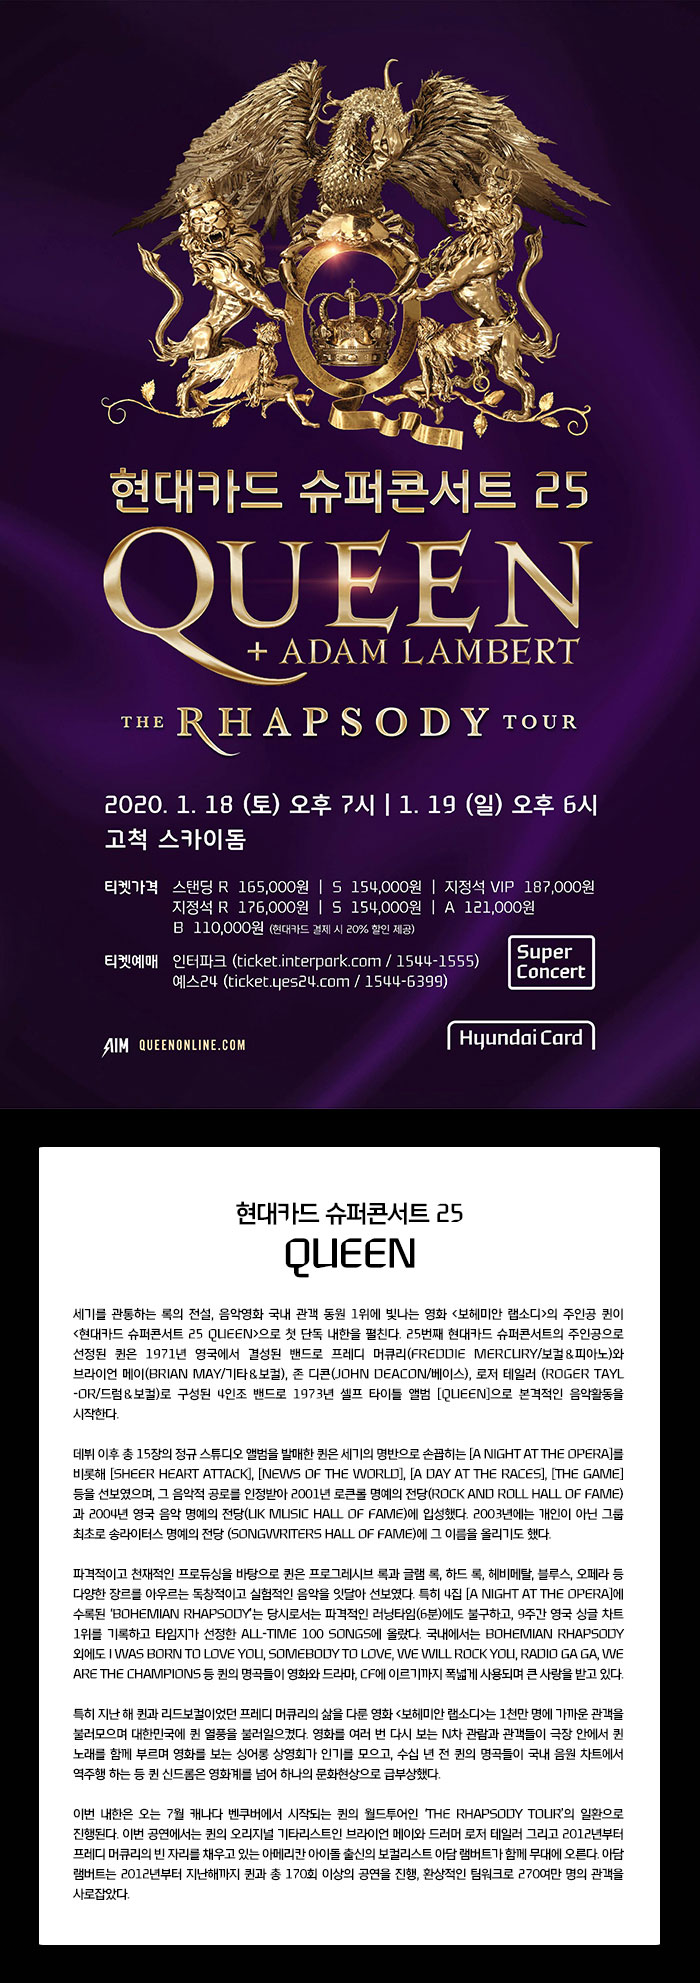 현대카드 슈퍼콘서트 25
QUEEN
+ ADAM LAMBERT
THE RHAPSODY TOUR
2020. 1. 18 (토) 오후 7시 | 1. 19 (일) 오후 6시
고척 스카이돔
티켓가격 스탠딩 R 165,000원 | S 154,000원 | 지정석 VIP 187,000원
지정석 R 176,000원 | S 154,000원 | A 121,000원
B 110,000원 (현대카드 결제 시 20% 할인 제공)
티켓예매 인터파크 (ticket.interpark.com / 1544-1555)
예스24 (ticket.yes24.com / 1544-6399)
Super
Concert
AIM QUEENONLINE.COM
Hyundai Card
현대카드 슈퍼콘서트 25
QUEEN
세기를 관통하는 록의 전설, 음악영화 국내 관객 동원 1위에 빛나는 영화 <보헤미안 랩소디>의 주인공 퀸이
<현대카드 슈퍼콘서트 25 QUEEN>으로 첫 단독 내한을 펼친다. 25번째 현대카드 슈퍼콘서트의 주인공으로
선정된 퀸은 1971년 영국에서 결성된 밴드로 프레디 머큐리(FREDDIE MERCURY/보컬&피아노)와
브라이언 메이(BRIAN MAY/기타&보컬), 존 디콘(JOHN DEACON/베이스), 로저 테일러 (ROGER TAYL
-OR/드럼&보컬)로 구성된 4인조 밴드로 1973년 셀프 타이틀 앨범 [QUEEN]으로 본격적인 음악활동을
시작한다.
데뷔 이후 총 15장의 정규 스튜디오 앨범을 발매한 퀸은 세기의 명반으로 손꼽히는 [A NIGHT AT THE OPERA]를
비롯해 [SHEER HEART ATTACK], [NEWS OF THE WORLD], [A DAY AT THE RACES], [THE GAME]
등을 선보였으며, 그 음악적 공로를 인정받아 2001년 로큰롤 명예의 전당(ROCK AND ROLL HALL OF FAME)
과 2004년 영국 음악 명예의 전당(UK MUSIC HALL OF FAME)에 입성했다. 2003년에는 개인이 아닌 그룹
최초로 송라이터스 명예의 전당 (SONGWRITERS HALL OF FAME)에 그 이름을 올리기도 했다.
파격적이고 천재적인 프로듀싱을 바탕으로 퀸은 프로그레시브 록과 글램 록, 하드 록, 헤비메탈, 블루스, 오페라 등
다양한 장르를 아우르는 독창적이고 실험적인 음악을 잇달아 선보였다. 특히 4집 [A NIGHT AT THE OPERA]에
수록된 'BOHEMIAN RHAPSODY'는 당시로서는 파격적인 러닝타임(6분)에도 불구하고, 9주간 영국 싱글 차트
1위를 기록하고 타임지가 선정한 ALL-TIME 100 SONGS에 올랐다. 국내에서는 BOHEMIAN RHAPSODY
외에도 I WAS BORN TO LOVE YOU, SOMEBODY TO LOVE, WE WILL ROCK YOU, RADIO GA GA, WE
ARE THE CHAMPIONS 등 퀸의 명곡들이 영화와 드라마, CF에 이르기까지 폭넓게 사용되며 큰 사랑을 받고 있다.
특히 지난 해 퀸과 리드보컬이었던 프레디 머큐리의 삶을 다룬 영화 <보헤미안 랩소디>는 1천만 명에 가까운 관객을
불러모으며 대한민국에 퀸 열풍을 불러일으켰다. 영화를 여러 번 다시 보는 N차 관람과 관객들이 극장 안에서 퀸
노래를 함께 부르며 영화를 보는 싱어롱 상영회가 인기를 모으고, 수십 년 전 퀸의 명곡들이 국내 음원 차트에서
역주행 하는 등 퀸 신드롬은 영화계를 넘어 하나의 문화현상으로 급부상했다.
이번 내한은 오는 7월 캐나다 벤쿠버에서 시작되는 퀸의 월드투어인 'THE RHAPSODY TOUR'의 일환으로
진행된다. 이번 공연에서는 퀸의 오리지널 기타리스트인 브라이언 메이와 드러머 로저 테일러 그리고 2012년부터
프레디 머큐리의 빈 자리를 채우고 있는 아메리칸 아이돌 출신의 보컬리스트 아담 램버트가 함께 무대에 오른다. 아담
램버트는 2012년부터 지난해까지 퀸과 총 170회 이상의 공연을 진행, 환상적인 팀워크로 270여만 명의 관객을
사로잡았다.